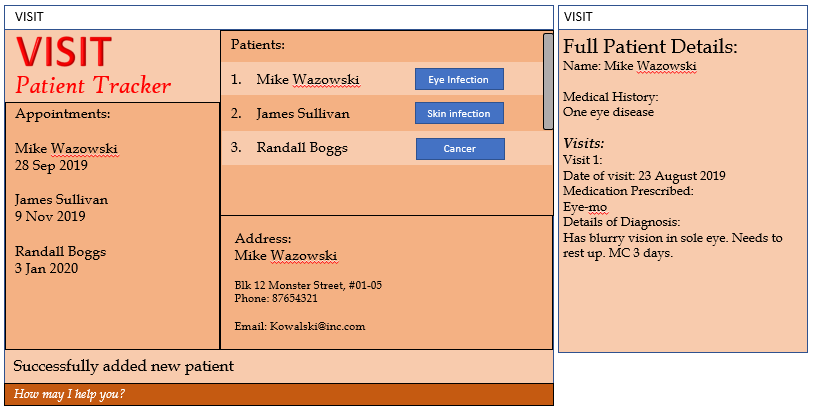 VISIT
VISIT
Patient Tracker
Appointments:
Mike Wazowski
28 Sep 2019
James Sullivan
9 Nov 2019
Randall Boggs
3 Jan 2020
Patients:
1. Mike Wazowski Eye Infection
2. James Sullivan Skin infection
3. Randall Boggs Cancer
Address:
Mike Wazowski
Blk 12 Monster Street, #01-05
Phone: 87654321
Email: Kowalski@inc.com
Successfully added new patient
How may I help you?
VISIT
Full Patient Details:
Name: Mike Wazowski
Medical History:
One eye disease
Visits:
Visit 1:
Date of visit: 23 August 2019
Medication Prescribed:
Eye-mo
Details of Diagnosis:
Has blurry vision in sole eye. Needs to
rest up. MC 3 days.